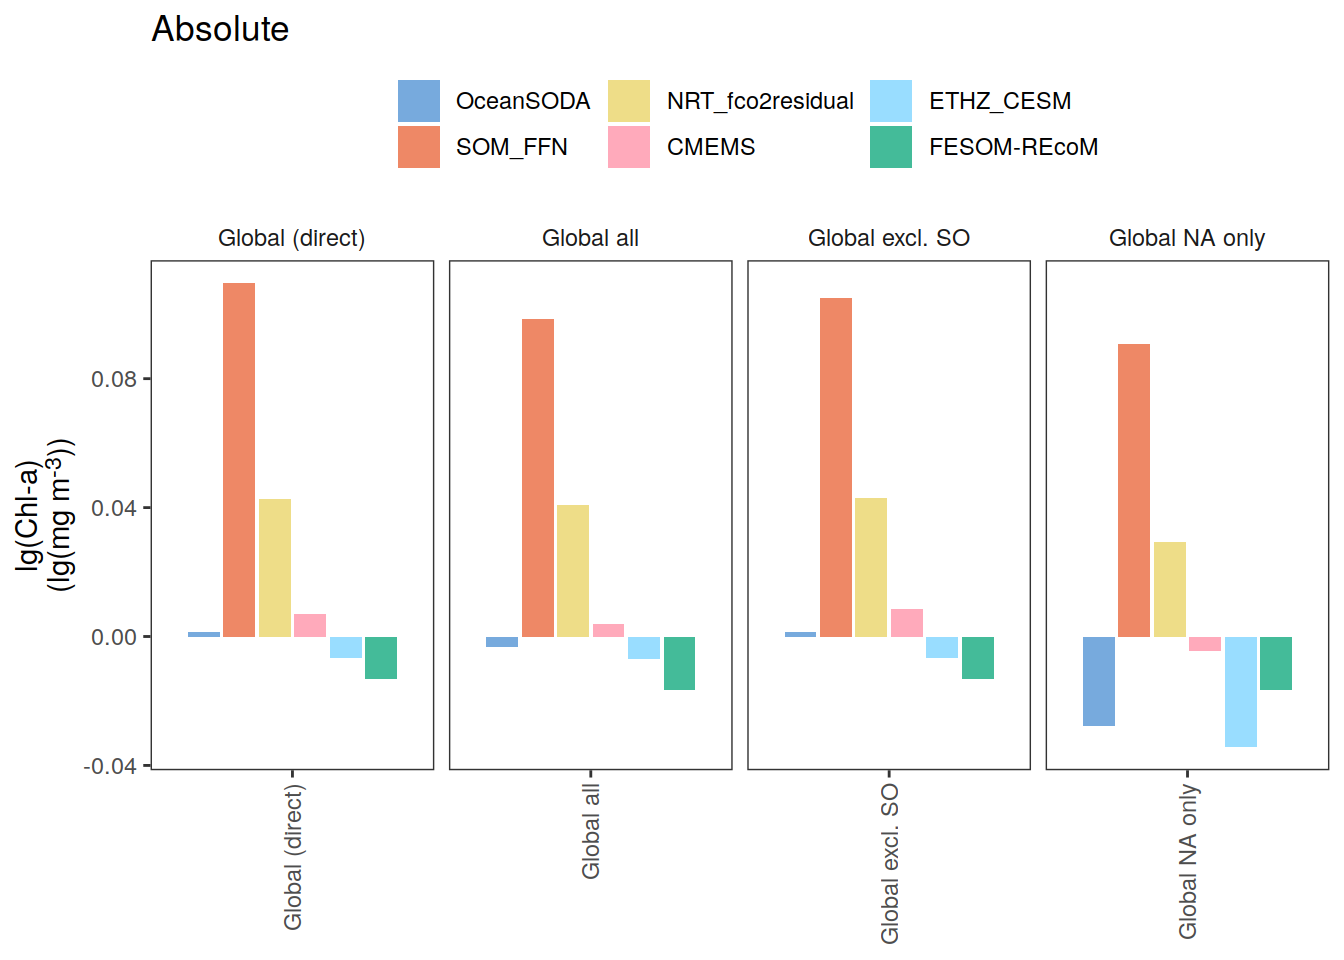 Absolute
OceanSODA
NRT_fco2residual
ETHZ_CESM
SOM_FFN
CMEMS
FESOM-REcoM
Global (direct)
Global all
Global excl. SO
Global NA only
lg(Chl-a)
(lg(mg m⁻³))
0.08
0.04
0.00
-0.04
Global (direct)
Global all
Global excl. SO
Global NA only